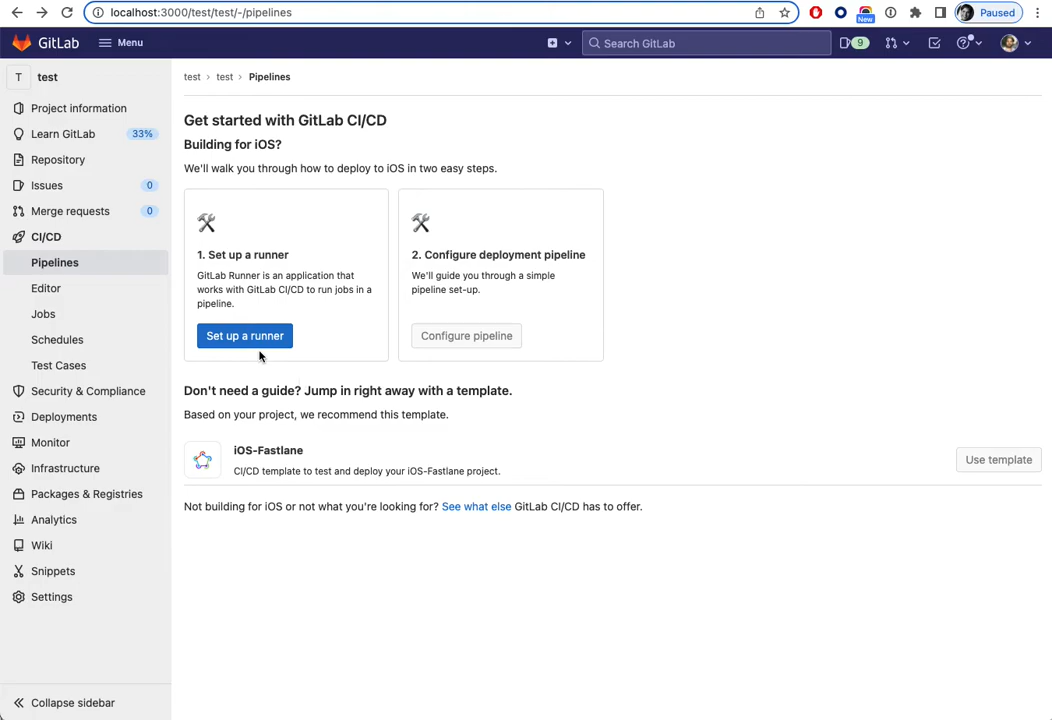 localhost:3000/test/test/-/pipelines
New
Paused
GitLab
Menu
Search GitLab
9
T
test
Project information
Learn GitLab
33%
Repository
Issues
0
Merge requests
0
CI/CD
Pipelines
Editor
Jobs
Schedules
Test Cases
Security & Compliance
Deployments
Monitor
Infrastructure
Packages & Registries
Analytics
Wiki
Snippets
Settings
Collapse sidebar
test › test › Pipelines
Get started with GitLab CI/CD
Building for iOS?
We'll walk you through how to deploy to iOS in two easy steps.
1. Set up a runner
GitLab Runner is an application that
works with GitLab CI/CD to run jobs in a
pipeline.
Set up a runner
2. Configure deployment pipeline
We'll guide you through a simple
pipeline set-up.
Configure pipeline
Don't need a guide? Jump in right away with a template.
Based on your project, we recommend this template.
iOS-Fastlane
CI/CD template to test and deploy your iOS-Fastlane project.
Use template
Not building for iOS or not what you're looking for? See what else GitLab CI/CD has to offer.